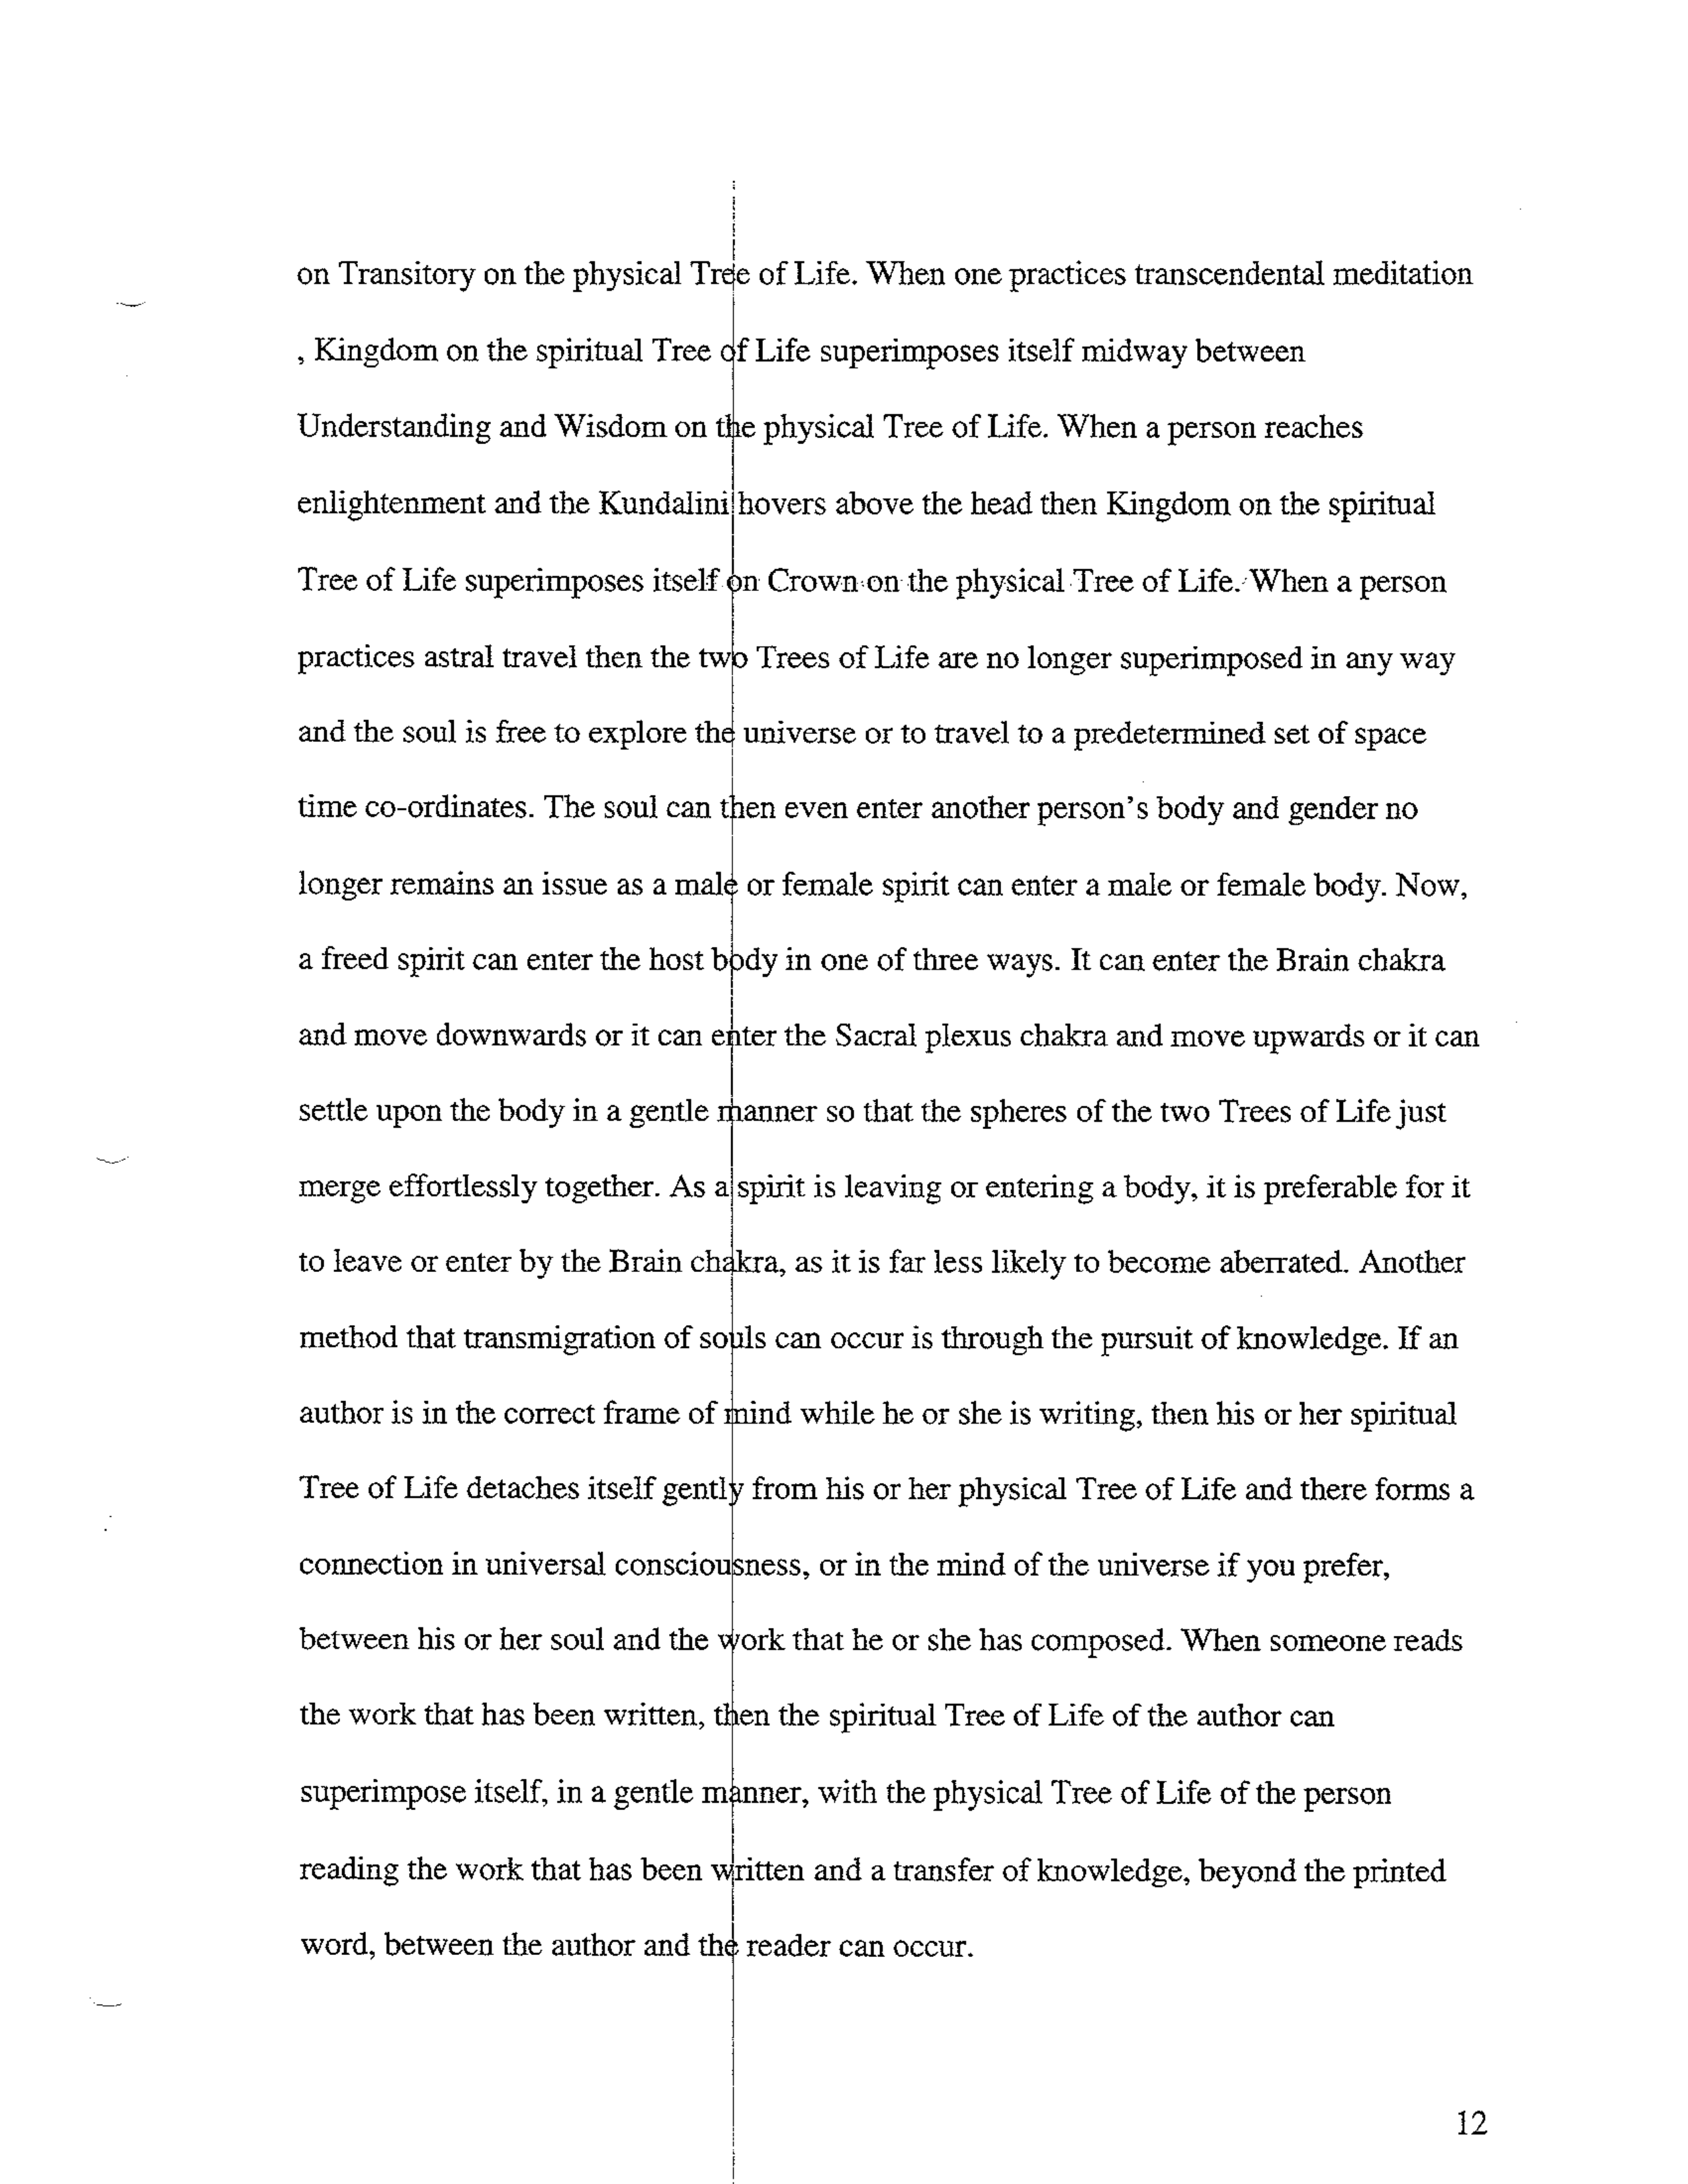 on Transitory on the physical Tree of Life. When one practices transcendental meditation
, Kingdom on the spiritual Tree of Life superimposes itself midway between
Understanding and Wisdom on the physical Tree of Life. When a person reaches
enlightenment and the Kundalini hovers above the head then Kingdom on the spiritual
Tree of Life superimposes itself on Crown on the physical Tree of Life. When a person
practices astral travel then the two Trees of Life are no longer superimposed in any way
and the soul is free to explore the universe or to travel to a predetermined set of space
time co-ordinates. The soul can then even enter another person's body and gender no
longer remains an issue as a male or female spirit can enter a male or female body. Now,
a freed spirit can enter the host body in one of three ways. It can enter the Brain chakra
and move downwards or it can enter the Sacral plexus chakra and move upwards or it can
settle upon the body in a gentle manner so that the spheres of the two Trees of Life just
merge effortlessly together. As a spirit is leaving or entering a body, it is preferable for it
to leave or enter by the Brain chakra, as it is far less likely to become aberrated. Another
method that transmigration of souls can occur is through the pursuit of knowledge. If an
author is in the correct frame of mind while he or she is writing, then his or her spiritual
Tree of Life detaches itself gently from his or her physical Tree of Life and there forms a
connection in universal consciousness, or in the mind of the universe if you prefer,
between his or her soul and the work that he or she has composed. When someone reads
the work that has been written, then the spiritual Tree of Life of the author can
superimpose itself, in a gentle manner, with the physical Tree of Life of the person
reading the work that has been written and a transfer of knowledge, beyond the printed
word, between the author and the reader can occur.
12